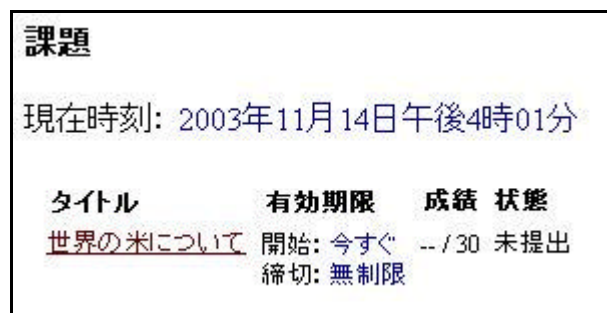 課題
現在時刻: 2003年11月14日午後4時01分
タイトル 有効期限 成績 状態
世界の米について 開始: 今すぐ -- / 30 未提出
締切: 無制限